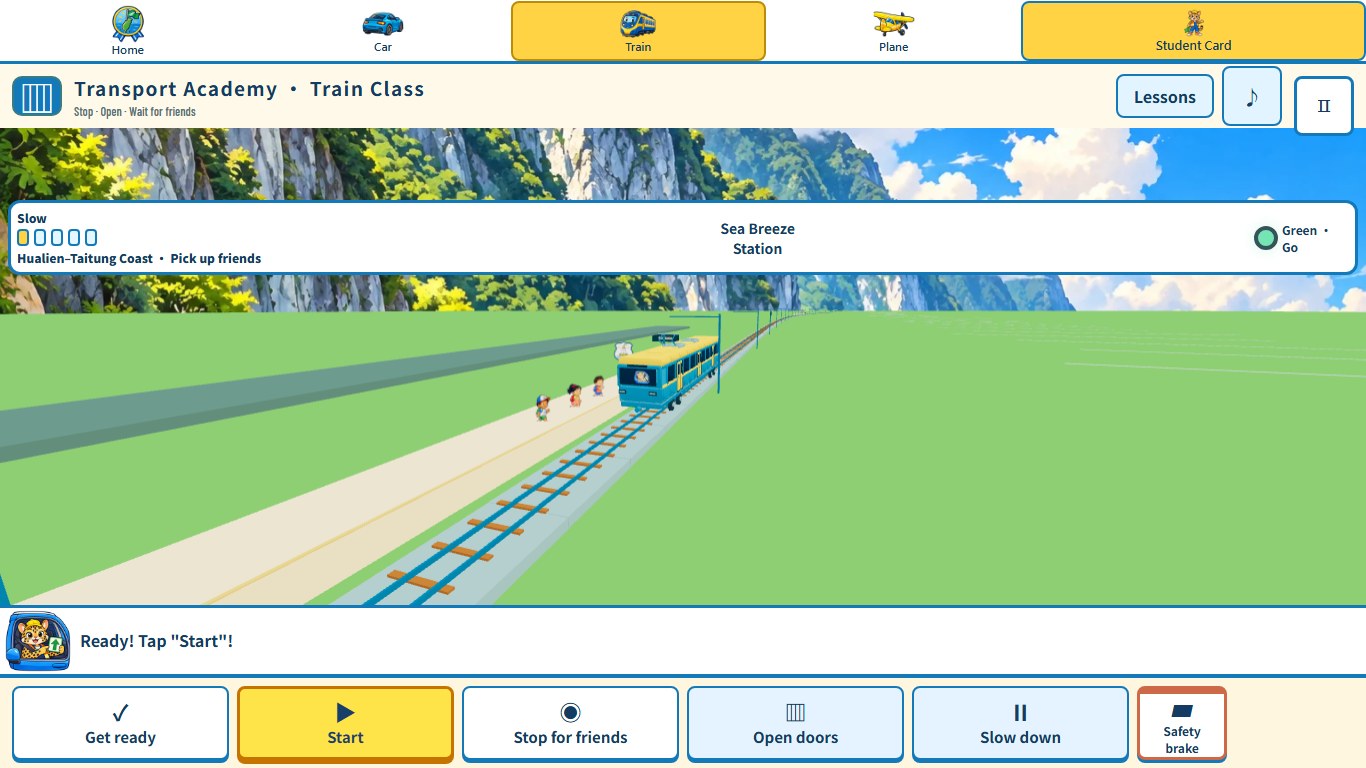 Home
Car
Train
Plane
Student Card
Transport Academy • Train Class
Stop · Open · Wait for friends
Lessons
Slow
Hualien–Taitung Coast • Pick up friends
Sea Breeze
Station
Green •
Go
Ready! Tap "Start"!
Get ready
Start
Stop for friends
Open doors
Slow down
Safety
brake